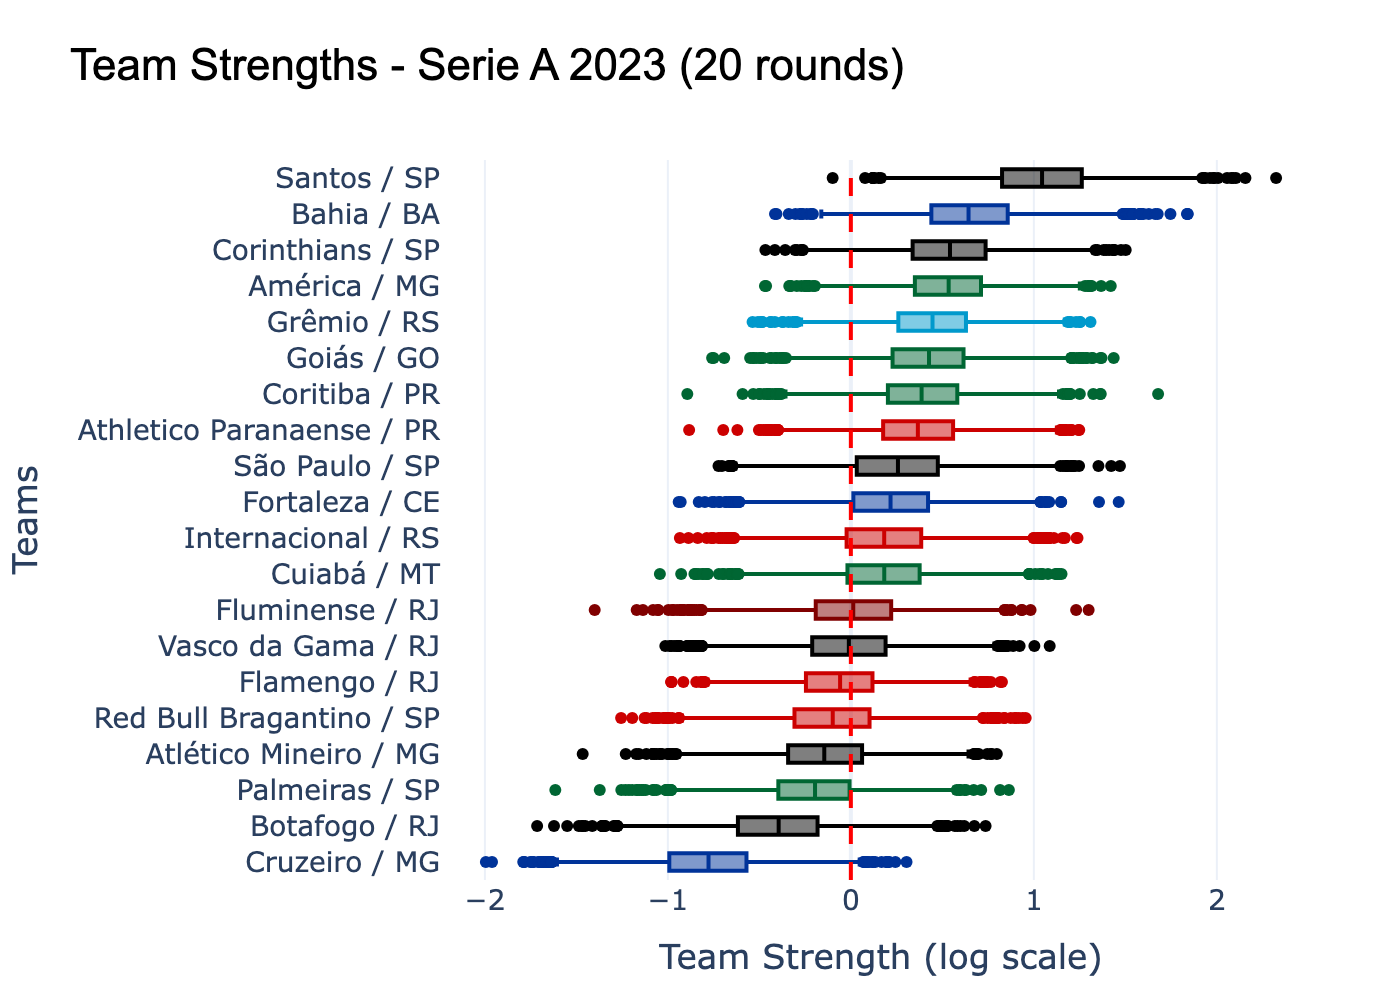 Team Strengths - Serie A 2023 (20 rounds)
Santos / SP
Bahia / BA
Corinthians / SP
América / MG
Grêmio / RS
Goiás / GO
Coritiba / PR
Athletico Paranaense / PR
São Paulo / SP
Fortaleza / CE
Internacional / RS
Cuiabá / MT
Fluminense / RJ
Vasco da Gama / RJ
Flamengo / RJ
Red Bull Bragantino / SP
Atlético Mineiro / MG
Palmeiras / SP
Botafogo / RJ
Cruzeiro / MG
Teams
−2 −1 0 1 2
Team Strength (log scale)